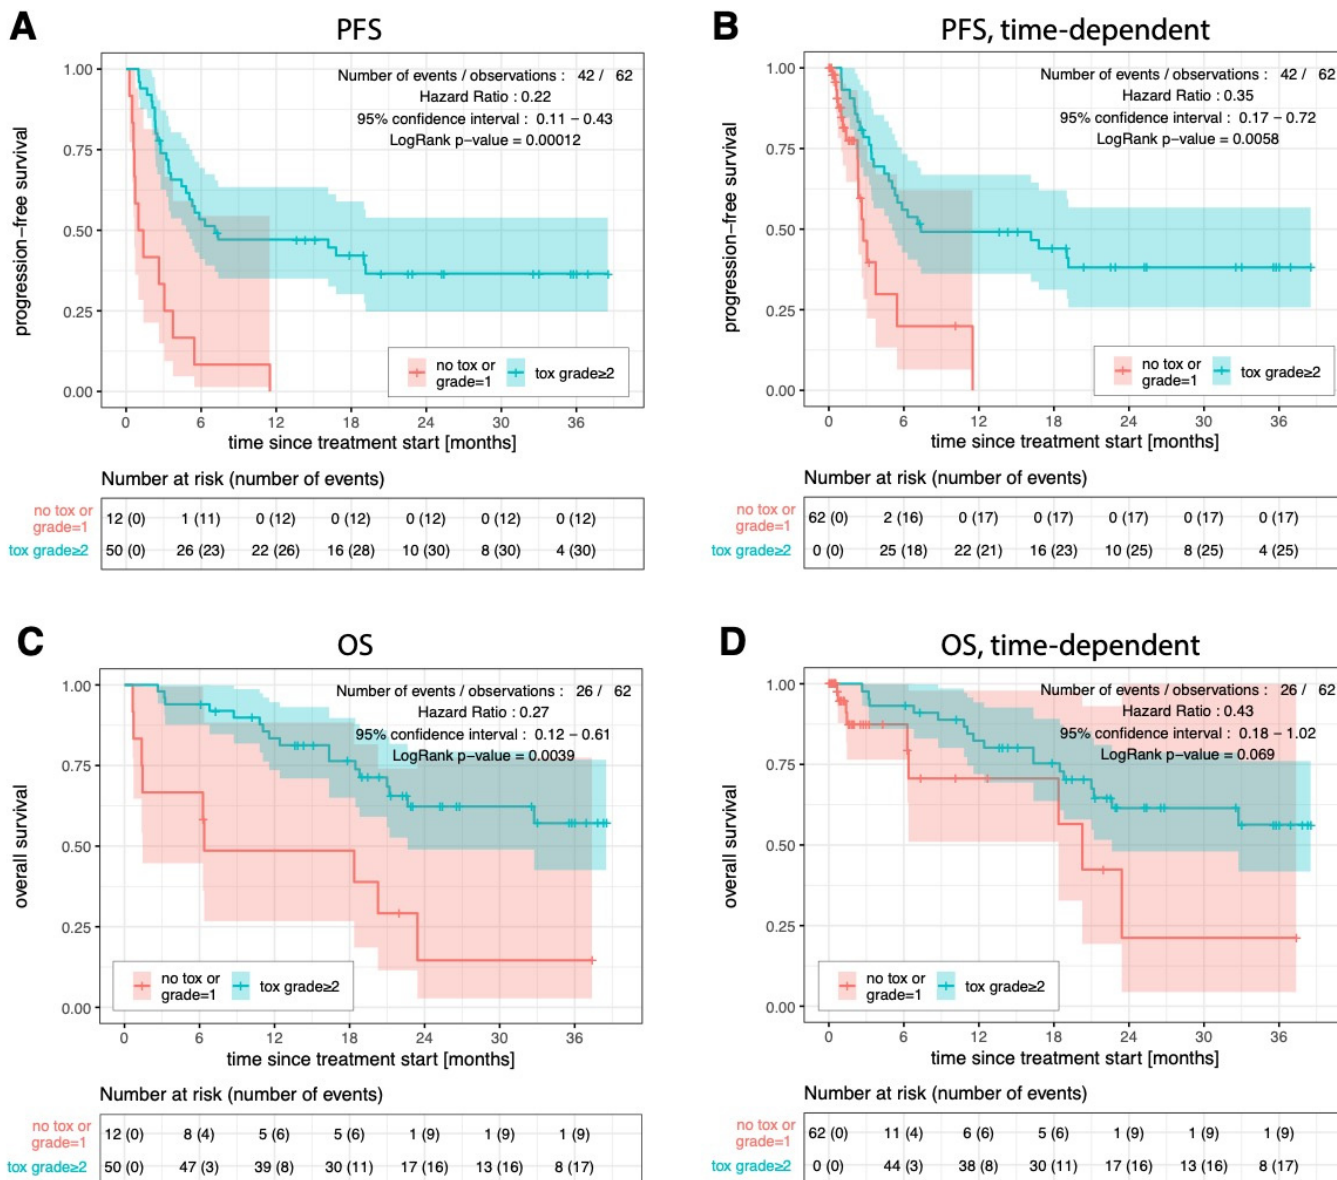 A
PFS
Number of events / observations : 42 / 62
Hazard Ratio : 0.22
95% confidence interval : 0.11 – 0.43
LogRank p−value = 0.00012
progression−free survival
1.00
0.75
0.50
0.25
0.00
no tox or
grade=1
tox grade≥2
0 6 12 18 24 30 36
time since treatment start [months]
Number at risk (number of events)
no tox or
grade=1
12 (0) 1 (11) 0 (12) 0 (12) 0 (12) 0 (12) 0 (12)
tox grade≥2 50 (0) 26 (23) 22 (26) 16 (28) 10 (30) 8 (30) 4 (30)
B
PFS, time-dependent
Number of events / observations : 42 / 62
Hazard Ratio : 0.35
95% confidence interval : 0.17 – 0.72
LogRank p−value = 0.0058
progression−free survival
1.00
0.75
0.50
0.25
0.00
no tox or
grade=1
tox grade≥2
0 6 12 18 24 30 36
time since treatment start [months]
Number at risk (number of events)
no tox or
grade=1
62 (0) 2 (16) 0 (17) 0 (17) 0 (17) 0 (17) 0 (17)
tox grade≥2 0 (0) 25 (18) 22 (21) 16 (23) 10 (25) 8 (25) 4 (25)
C
OS
Number of events / observations : 26 / 62
Hazard Ratio : 0.27
95% confidence interval : 0.12 – 0.61
LogRank p−value = 0.0039
overall survival
1.00
0.75
0.50
0.25
0.00
no tox or
grade=1
tox grade≥2
0 6 12 18 24 30 36
time since treatment start [months]
Number at risk (number of events)
no tox or
grade=1
12 (0) 8 (4) 5 (6) 5 (6) 1 (9) 1 (9) 1 (9)
tox grade≥2 50 (0) 47 (3) 39 (8) 30 (11) 17 (16) 13 (16) 8 (17)
D
OS, time-dependent
Number of events / observations : 26 / 62
Hazard Ratio : 0.43
95% confidence interval : 0.18 – 1.02
LogRank p−value = 0.069
overall survival
1.00
0.75
0.50
0.25
0.00
no tox or
grade=1
tox grade≥2
0 6 12 18 24 30 36
time since treatment start [months]
Number at risk (number of events)
no tox or
grade=1
62 (0) 11 (4) 6 (6) 5 (6) 1 (9) 1 (9) 1 (9)
tox grade≥2 0 (0) 44 (3) 38 (8) 30 (11) 17 (16) 13 (16) 8 (17)